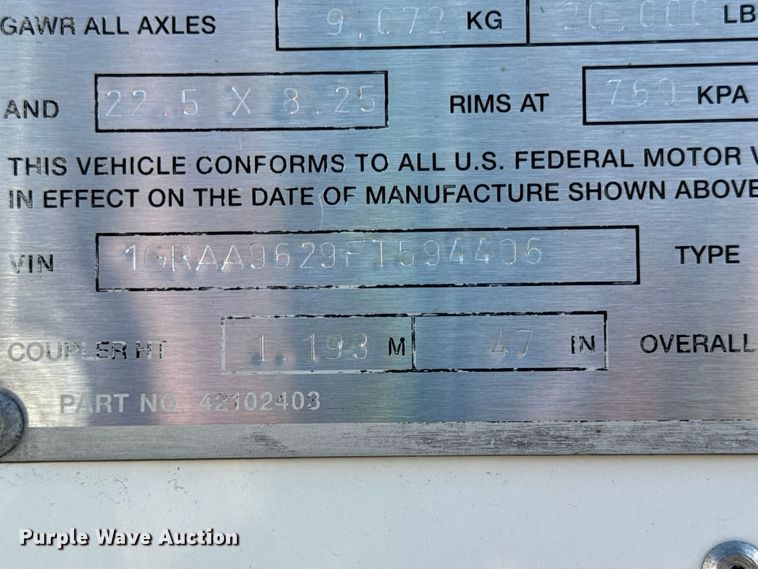 GAWR ALL AXLES 9,072 KG 20,000 LB
AND 22.5 X 8.25 RIMS AT 760 KPA
THIS VEHICLE CONFORMS TO ALL U.S. FEDERAL MOTOR V
IN EFFECT ON THE DATE OF MANUFACTURE SHOWN ABOVE
VIN 1GRAA9629FT594406 TYPE
COUPLER HT 1.193 M 47 IN OVERALL
PART NO. 42102403
Purple Wave Auction